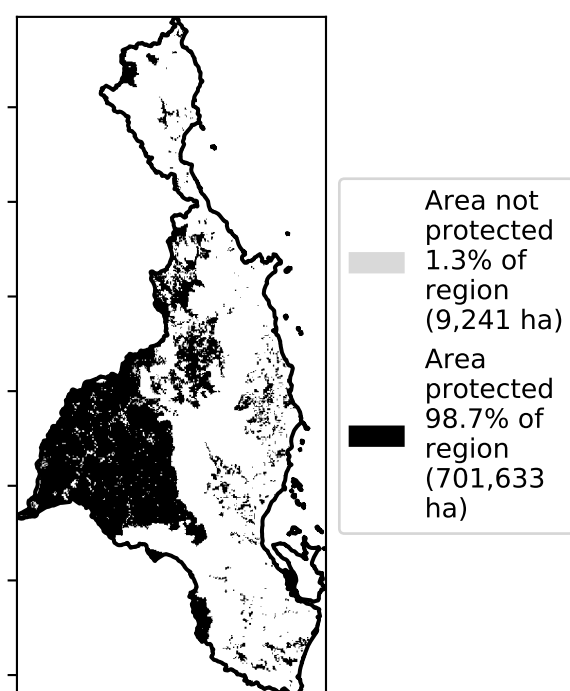 Area not
protected
1.3% of
region
(9,241 ha)
Area
protected
98.7% of
region
(701,633
ha)